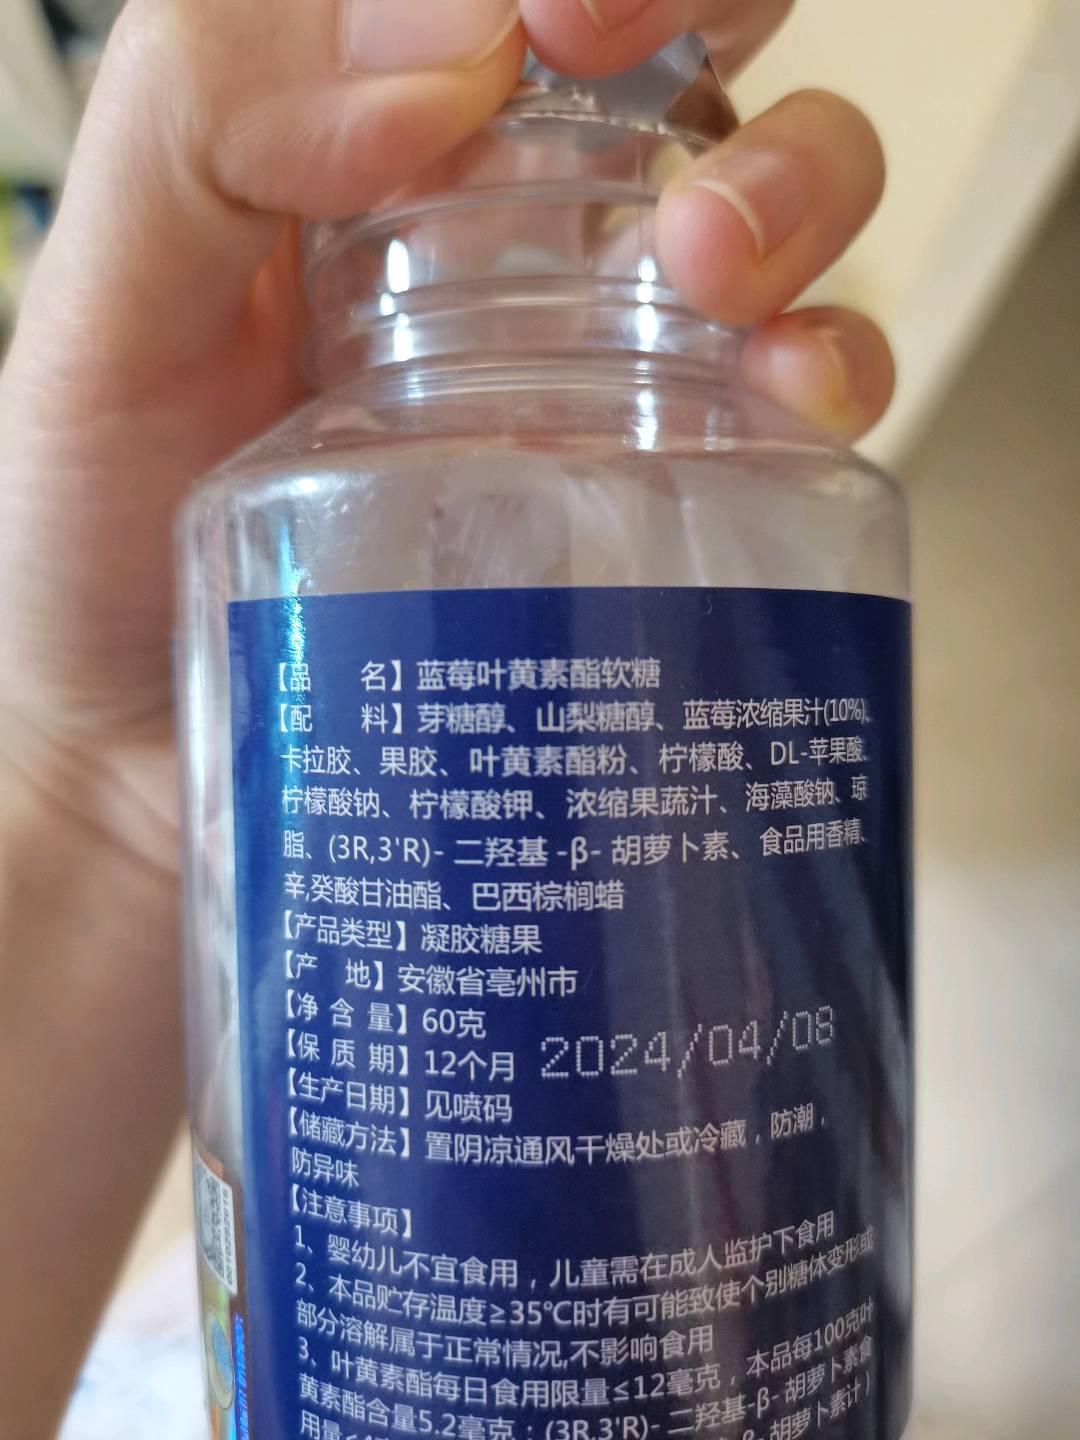 【品 名】蓝莓叶黄素酯软糖
【配 料】芽糖醇、山梨糖醇、蓝莓浓缩果汁(10%)、
卡拉胶、果胶、叶黄素酯粉、柠檬酸、DL-苹果酸、
柠檬酸钠、柠檬酸钾、浓缩果蔬汁、海藻酸钠、琼
脂、(3R,3'R)-二羟基-β-胡萝卜素、食品用香精、
辛,癸酸甘油酯、巴西棕榈蜡
【产品类型】凝胶糖果
【产 地】安徽省亳州市
【净 含 量】60克
【保 质 期】12个月
2024/04/08
【生产日期】见喷码
【储藏方法】置阴凉通风干燥处或冷藏，防潮，
防异味
【注意事项】
1、婴幼儿不宜食用，儿童需在成人监护下食用
2、本品贮存温度≥35℃时有可能致使个别糖体变形或
部分溶解属于正常情况,不影响食用
3、叶黄素酯每日食用限量≤12毫克，本品每100克叶
黄素酯含量5.2毫克；(3R,3'R)-二羟基-β-胡萝卜素食
用量 β-胡萝卜素计)